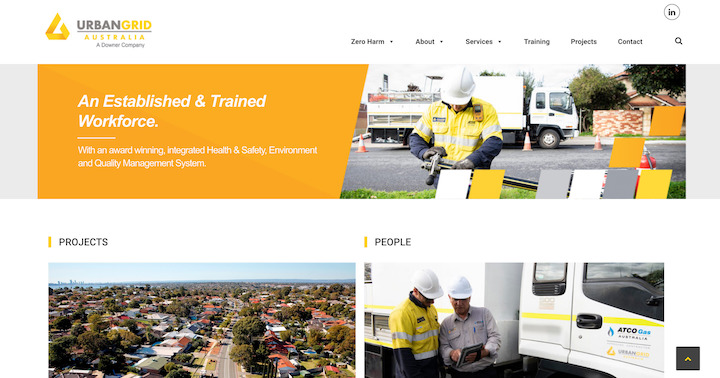 in
URBANGRID
AUSTRALIA
A Downer Company
Zero Harm About Services Training Projects Contact
An Established & Trained
Workforce.
With an award winning, integrated Health & Safety, Environment
and Quality Management System.
PROJECTS
PEOPLE
ATCO Gas
AUSTRALIA
URBANGRID